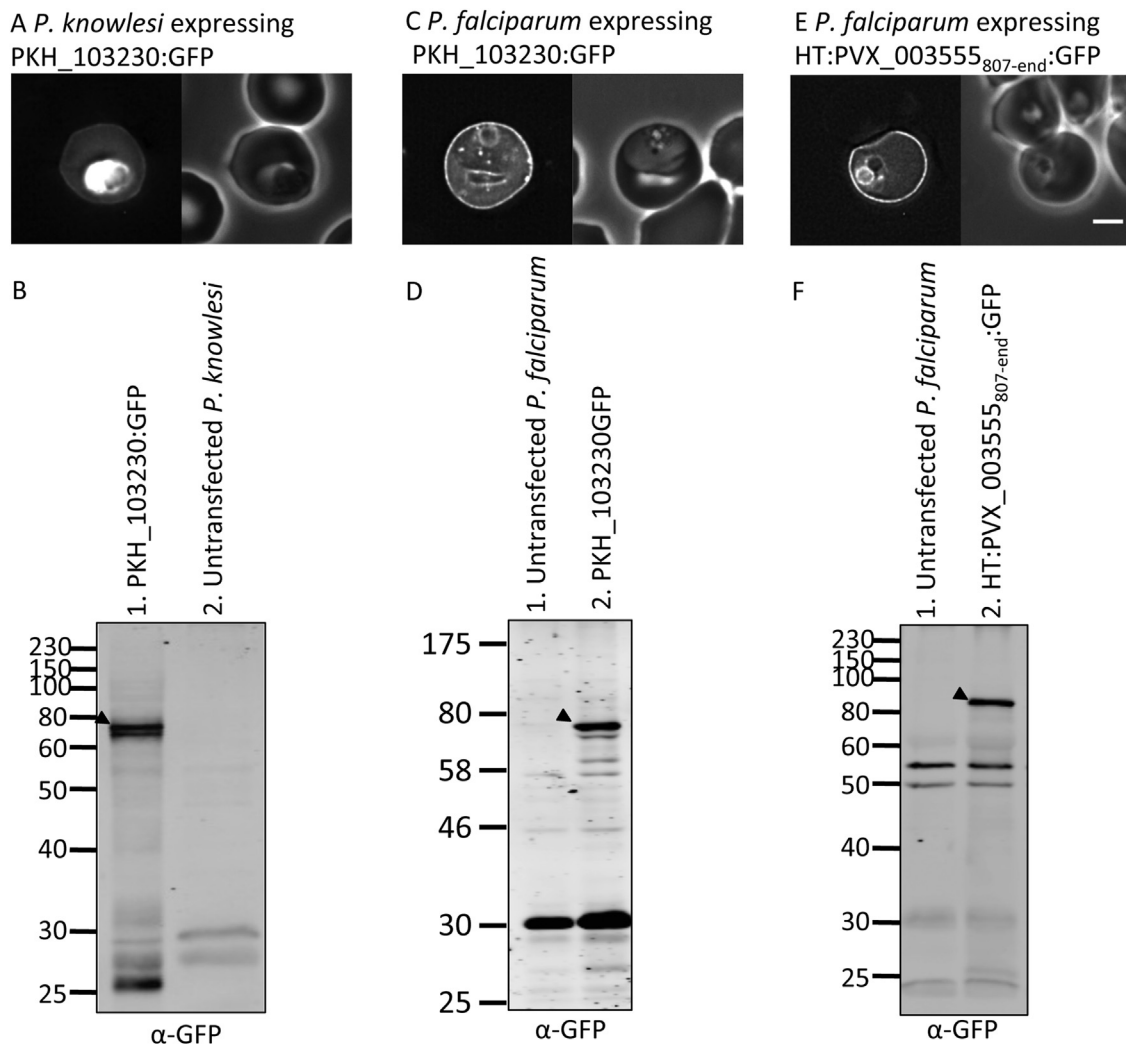 A P. knowlesi expressing
PKH_103230:GFP
C P. falciparum expressing
PKH_103230:GFP
E P. falciparum expressing
HT:PVX_003555807-end:GFP
B
1. PKH_103230:GFP
2. Untransfected P. knowlesi
230
150
100
80
60
50
40
30
25
α-GFP
D
1. Untransfected P. falciparum
2. PKH_103230GFP
175
80
58
46
30
25
α-GFP
F
1. Untransfected P. falciparum
2. HT:PVX_003555807-end:GFP
230
150
100
80
60
50
40
30
25
α-GFP